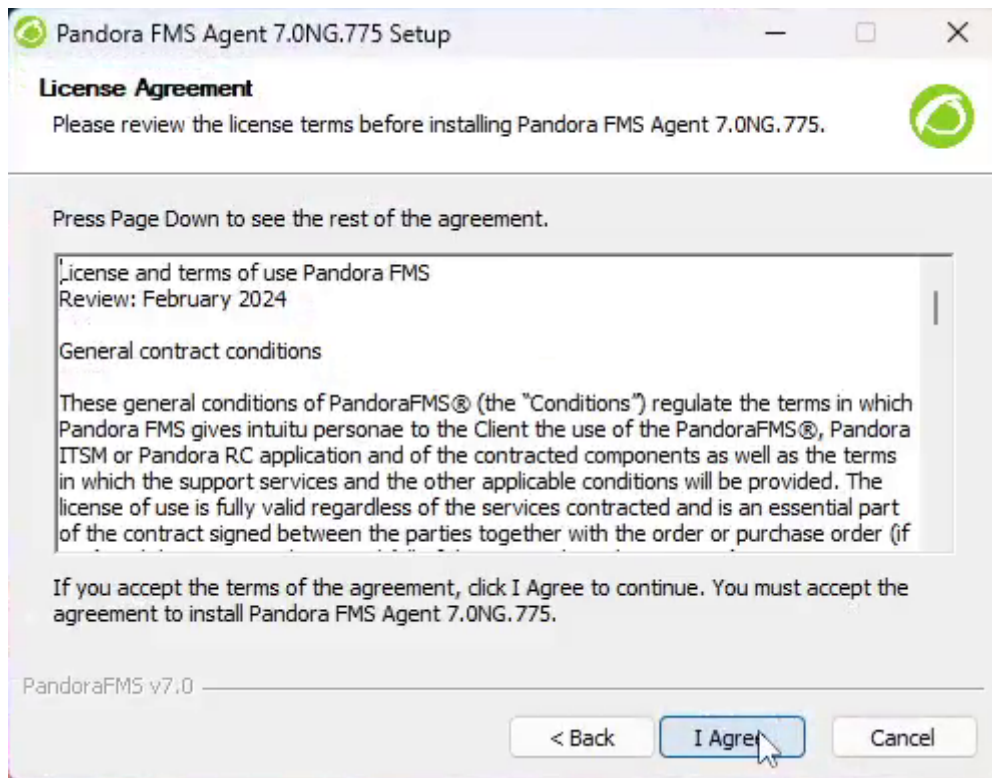 Pandora FMS Agent 7.0NG.775 Setup
License Agreement
Please review the license terms before installing Pandora FMS Agent 7.0NG.775.
Press Page Down to see the rest of the agreement.
License and terms of use Pandora FMS
Review: February 2024
General contract conditions
These general conditions of PandoraFMS® (the “Conditions”) regulate the terms in which
Pandora FMS gives intuitu personae to the Client the use of the PandoraFMS®, Pandora
ITSM or Pandora RC application and of the contracted components as well as the terms
in which the support services and the other applicable conditions will be provided. The
license of use is fully valid regardless of the services contracted and is an essential part
of the contract signed between the parties together with the order or purchase order (if
If you accept the terms of the agreement, click I Agree to continue. You must accept the
agreement to install Pandora FMS Agent 7.0NG.775.
PandoraFMS v7.0
< Back
I Agree
Cancel